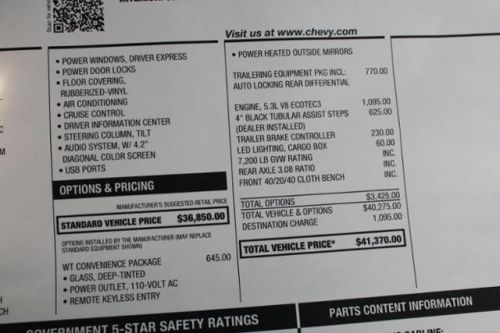 Scan for
Visit us at www.chevy.com
• POWER WINDOWS, DRIVER EXPRESS
• POWER DOOR LOCKS
• FLOOR COVERING,
RUBBERIZED-VINYL
• AIR CONDITIONING
• CRUISE CONTROL
• DRIVER INFORMATION CENTER
• STEERING COLUMN, TILT
• AUDIO SYSTEM, W/ 4.2"
DIAGONAL COLOR SCREEN
• USB PORTS
OPTIONS & PRICING
MANUFACTURER'S SUGGESTED RETAIL PRICE
STANDARD VEHICLE PRICE $36,850.00
OPTIONS INSTALLED BY THE MANUFACTURER (MAY REPLACE
STANDARD EQUIPMENT SHOWN)
WT CONVENIENCE PACKAGE 645.00
• GLASS, DEEP-TINTED
• POWER OUTLET, 110-VOLT AC
• REMOTE KEYLESS ENTRY
• POWER HEATED OUTSIDE MIRRORS
TRAILERING EQUIPMENT PKG INCL: 770.00
AUTO LOCKING REAR DIFFERENTIAL
ENGINE, 5.3L V8 ECOTEC3 1,095.00
4" BLACK TUBULAR ASSIST STEPS 625.00
(DEALER INSTALLED)
TRAILER BRAKE CONTROLLER 230.00
LED LIGHTING, CARGO BOX 60.00
7,200 LB GVW RATING INC.
REAR AXLE 3.08 RATIO INC.
FRONT 40/20/40 CLOTH BENCH INC.
TOTAL OPTIONS $3,425.00
TOTAL VEHICLE & OPTIONS $40,275.00
DESTINATION CHARGE 1,095.00
TOTAL VEHICLE PRICE* $41,370.00
GOVERNMENT 5-STAR SAFETY RATINGS
PARTS CONTENT INFORMATION